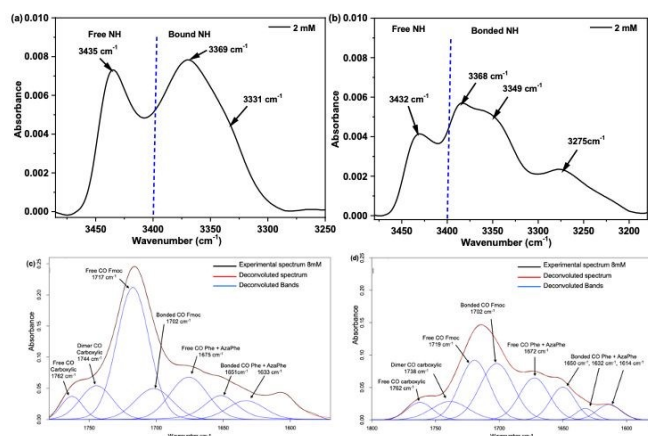 (a)
Free NH
Bound NH
2 mM
3435 cm⁻¹
3369 cm⁻¹
3331 cm⁻¹
Absorbance
0.010
0.008
0.006
0.004
0.002
0.000
3450 3400 3350 3300 3250
Wavenumber (cm⁻¹)
(b)
Free NH
Bonded NH
2 mM
3432 cm⁻¹
3368 cm⁻¹
3349 cm⁻¹
3275cm⁻¹
Absorbance
0.010
0.008
0.006
0.004
0.002
0.000
3450 3400 3350 3300 3250 3200
Wavenumber (cm⁻¹)
(c)
Experimental spectrum 8mM
Deconvoluted spectrum
Deconvoluted Bands
Free CO Fmoc
1717 cm⁻¹
Bonded CO Fmoc
1702 cm⁻¹
Dimer CO
Carboxylic
1744 cm⁻¹
Free CO
Carboxylic
1762 cm⁻¹
Free CO Phe + AzaPhe
1675 cm⁻¹
Bonded CO Phe + AzaPhe
1651cm⁻¹ 1633 cm⁻¹
Absorbance
1750 1700 1650 1600
(d)
Experimental spectrum 8mM
Deconvoluted spectrum
Deconvoluted Bands
Bonded CO Fmoc
1702 cm⁻¹
Free CO Fmoc
1719 cm⁻¹
Dimer CO carboxylic
1738 cm⁻¹
Free CO carboxylic
1762 cm⁻¹
Free CO Phe + AzaPhe
1672 cm⁻¹
Bonded CO Phe + AzaPhe
1650 cm⁻¹, 1632 cm⁻¹, 1614 cm⁻¹
Absorbance
1800 1750 1700 1650 1600